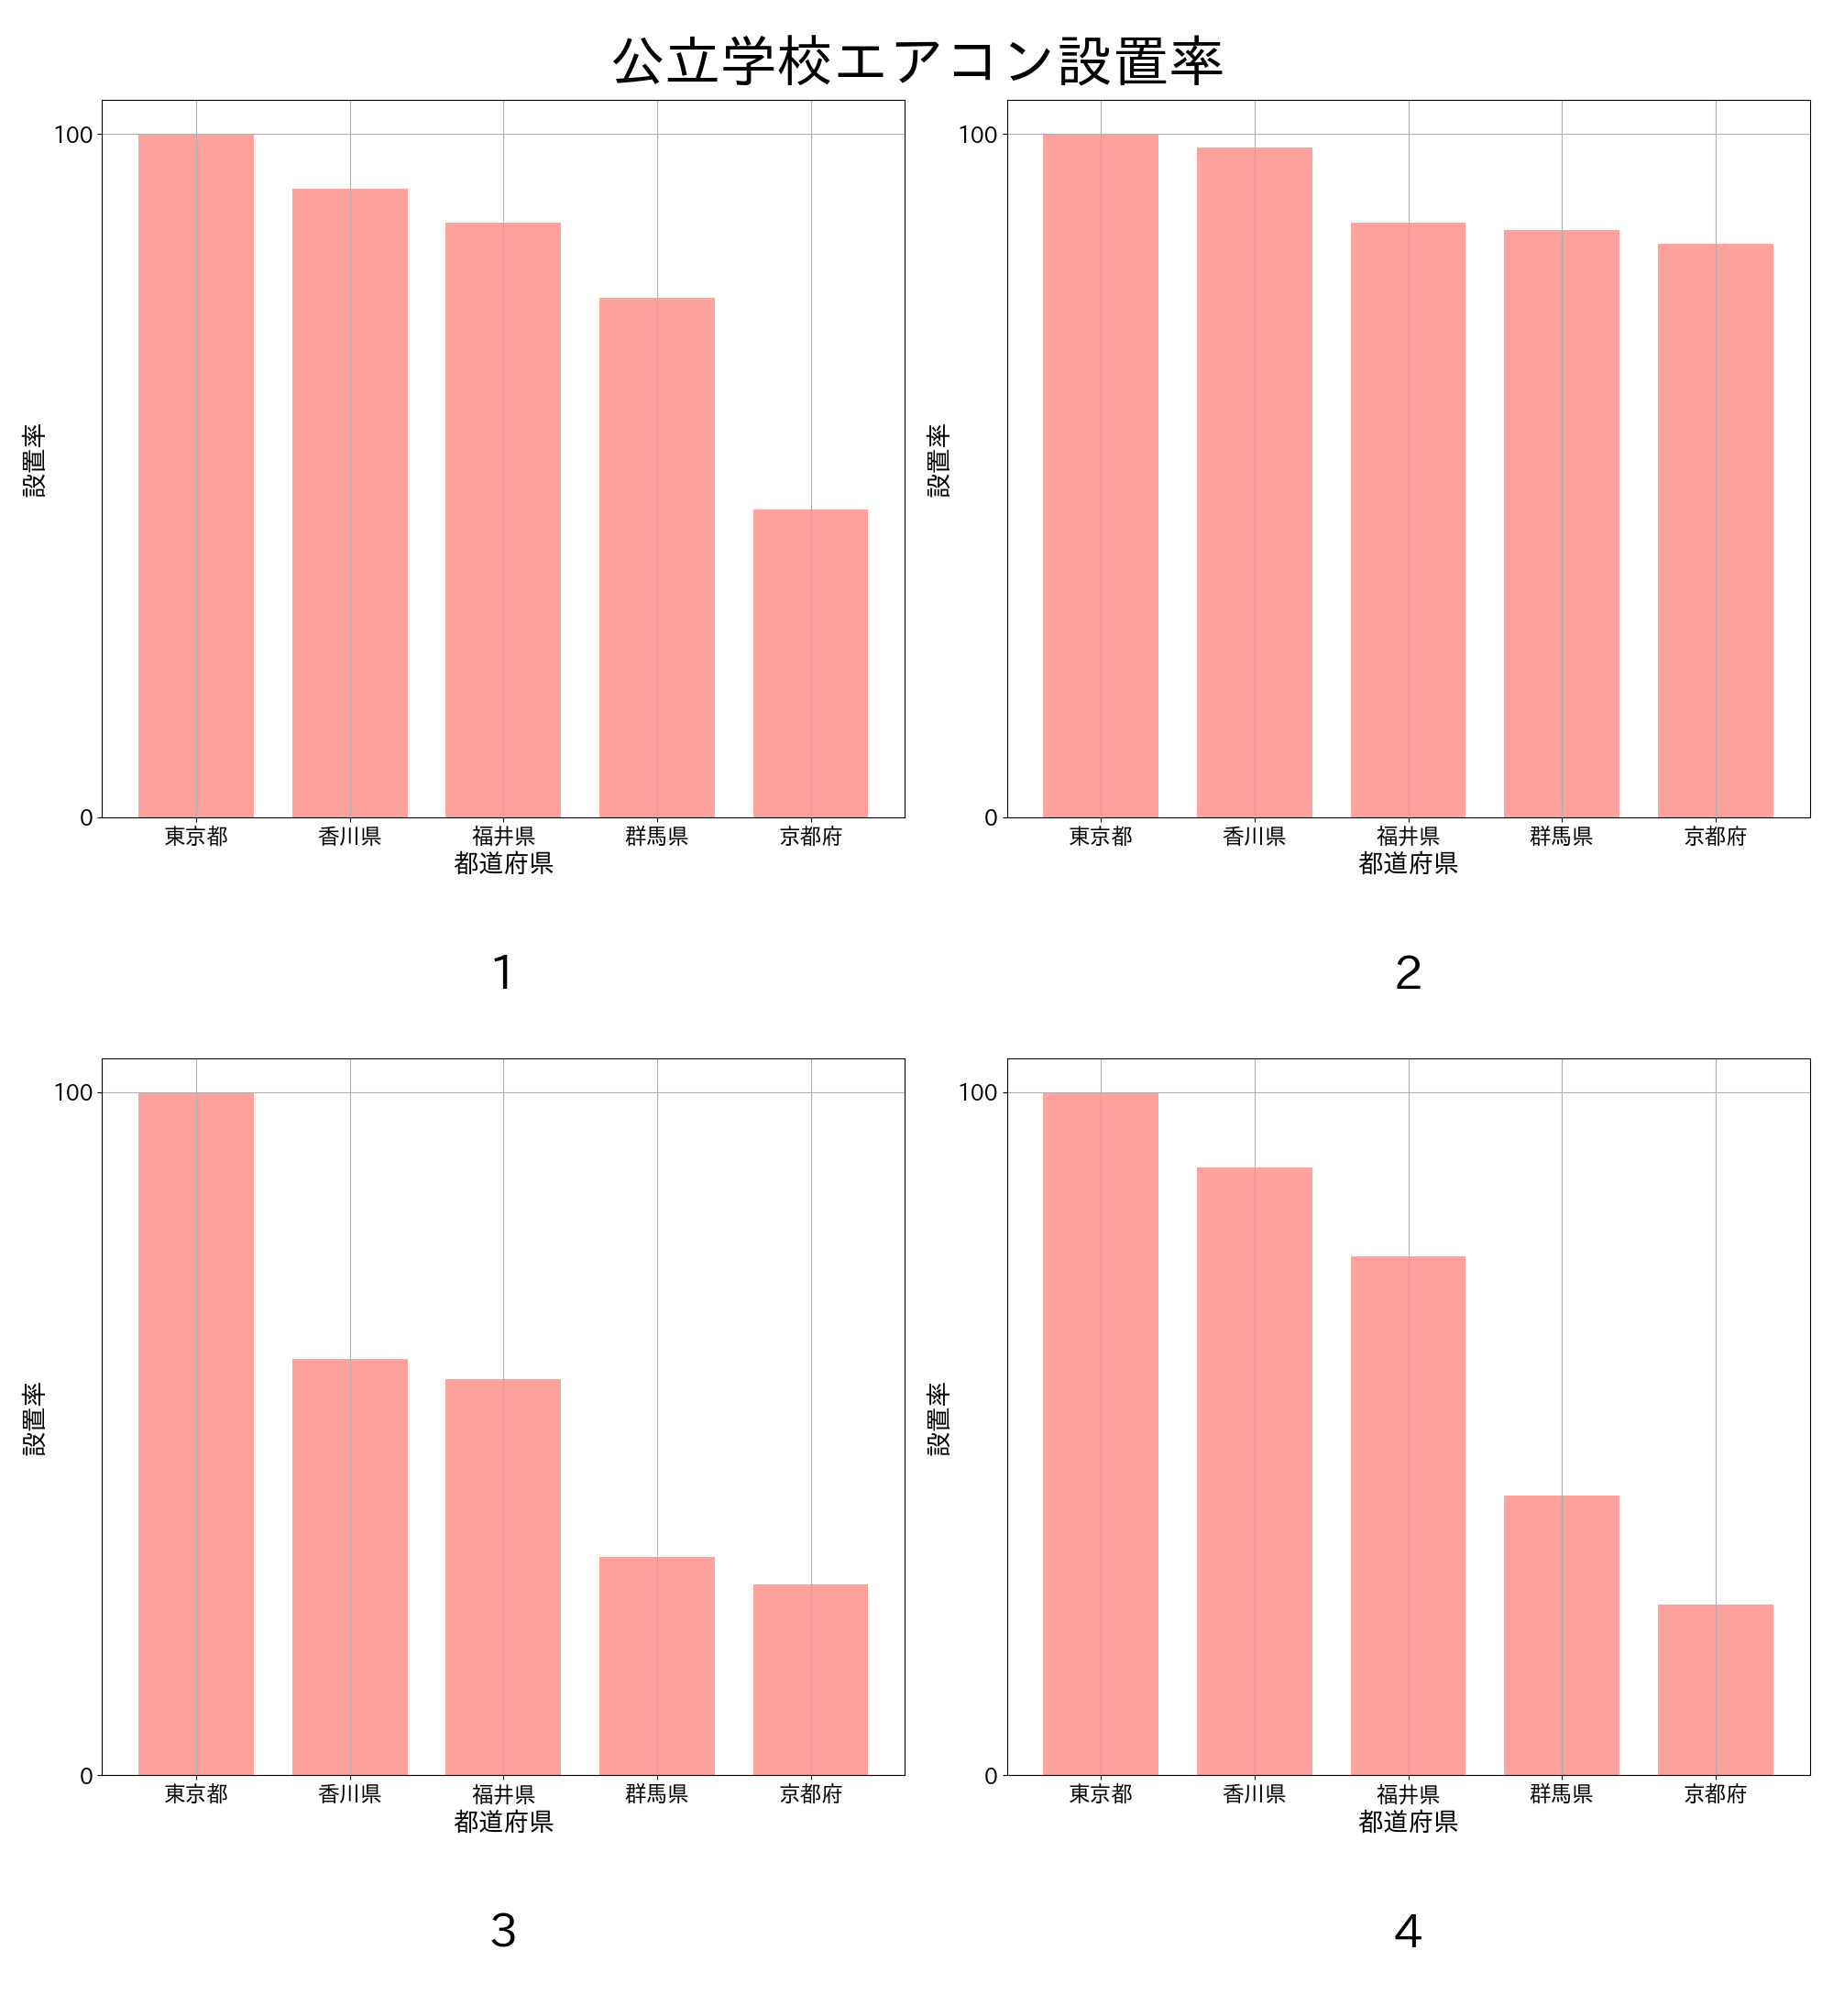 公立学校エアコン設置率
100
0
設置率
東京都 香川県 福井県 群馬県 京都府
都道府県
1
100
0
設置率
東京都 香川県 福井県 群馬県 京都府
都道府県
2
100
0
設置率
東京都 香川県 福井県 群馬県 京都府
都道府県
3
100
0
設置率
東京都 香川県 福井県 群馬県 京都府
都道府県
4